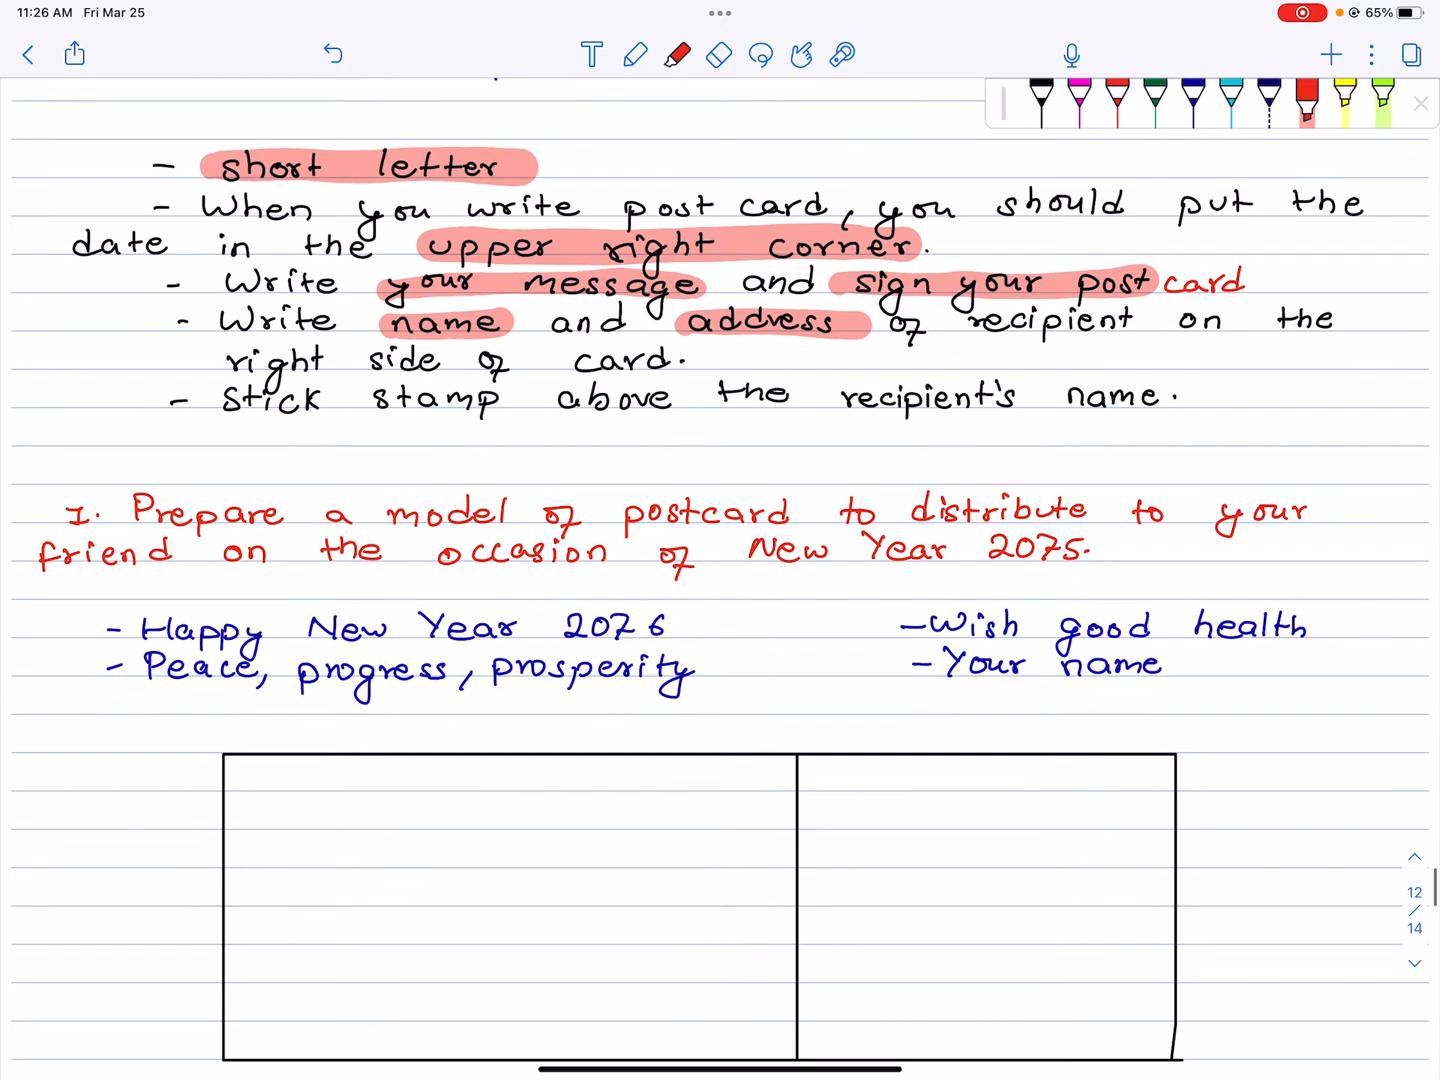 11:26 AM Fri Mar 25
65%
- short letter
- When you write post card, you should put the
date in the upper right corner.
- Write your message and sign your post card
- Write name and address of recipient on the
right side of card.
- Stick stamp above the recipient's name.
1. Prepare a model of postcard to distribute to your
friend on the occasion of New Year 2075.
- Happy New Year 2076
- Peace, progress, prosperity
- Wish good health
- Your name
12
/
14